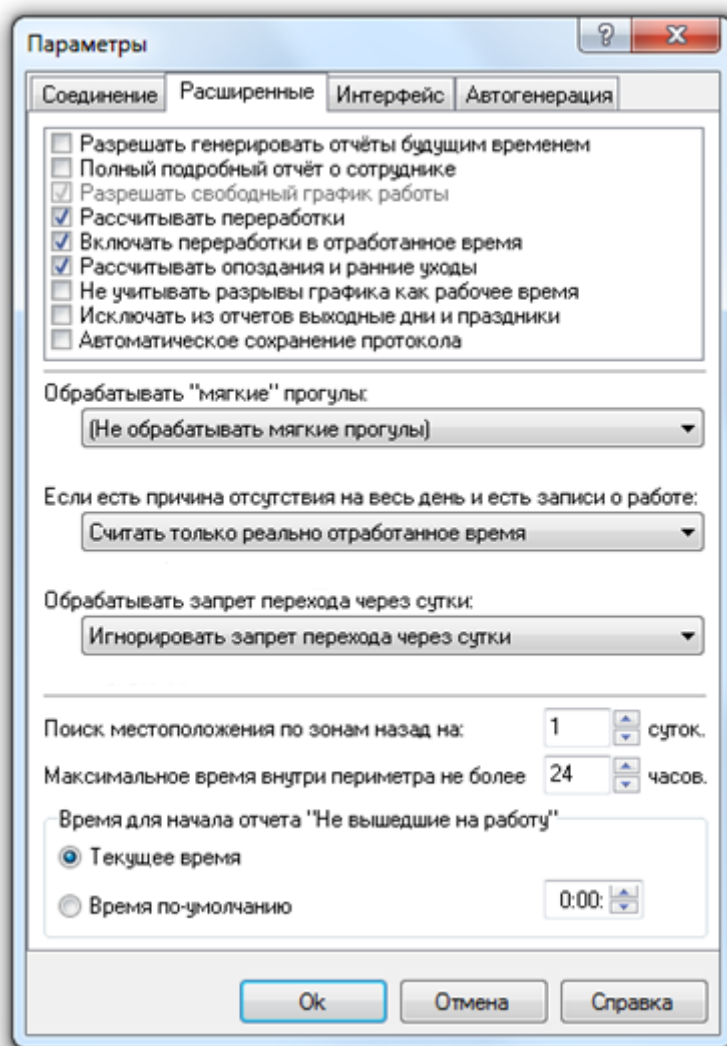 Параметры
Соединение Расширенные Интерфейс Автогенерация
Разрешать генерировать отчёты будущим временем
Полный подробный отчёт о сотруднике
Разрешать свободный график работы
Рассчитывать переработки
Включать переработки в отработанное время
Рассчитывать опоздания и ранние уходы
Не учитывать разрывы графика как рабочее время
Исключать из отчетов выходные дни и праздники
Автоматическое сохранение протокола
Обрабатывать "мягкие" прогулы:
(Не обрабатывать мягкие прогулы)
Если есть причина отсутствия на весь день и есть записи о работе:
Считать только реально отработанное время
Обрабатывать запрет перехода через сутки:
Игнорировать запрет перехода через сутки
Поиск местоположения по зонам назад на: 1 суток.
Максимальное время внутри периметра не более 24 часов.
Время для начала отчета "Не вышедшие на работу"
Текущее время
Время по-умолчанию 0:00:
Ok Отмена Справка